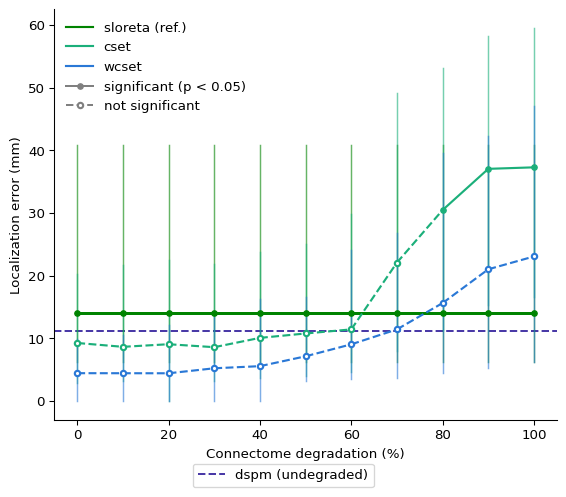 sloreta (ref.)
cset
wcset
significant (p < 0.05)
not significant
Localization error (mm)
60
50
40
30
20
10
0
0 20 40 60 80 100
Connectome degradation (%)
dspm (undegraded)